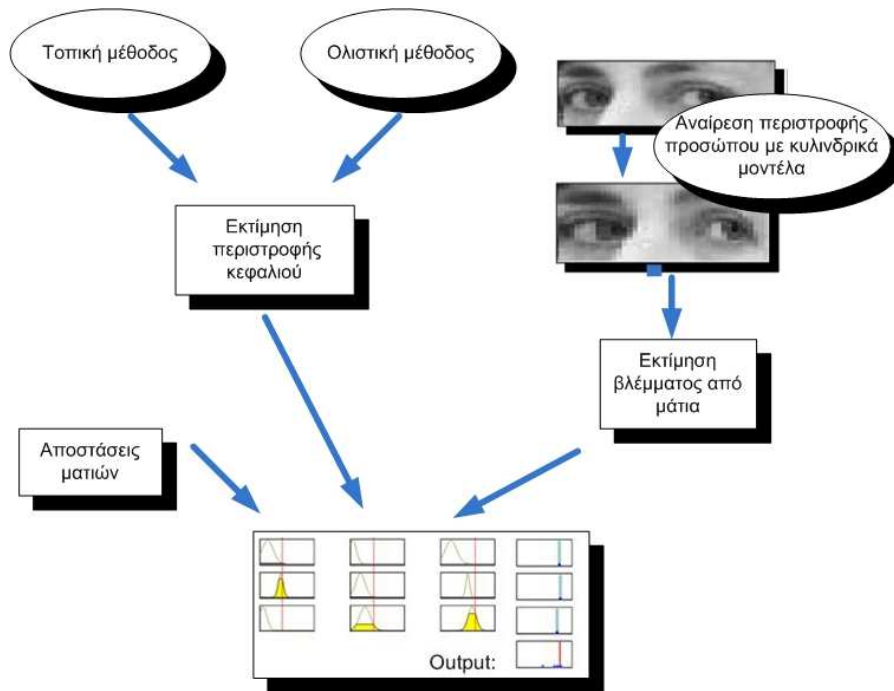 Τοπική μέθοδος
Ολιστική μέθοδος
Αναίρεση περιστροφής
προσώπου με κυλινδρικά
μοντέλα
Εκτίμηση
περιστροφής
κεφαλιού
Εκτίμηση
βλέμματος από
μάτια
Αποστάσεις
ματιών
Output: